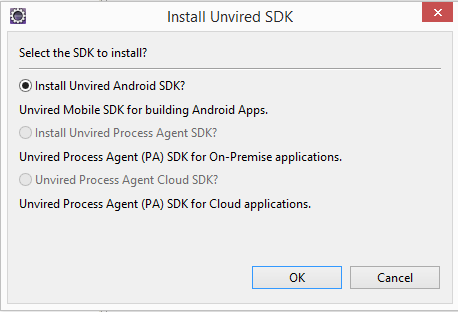 Install Unvired SDK
Select the SDK to install?
Install Unvired Android SDK?
Unvired Mobile SDK for building Android Apps.
Install Unvired Process Agent SDK?
Unvired Process Agent (PA) SDK for On-Premise applications.
Unvired Process Agent Cloud SDK?
Unvired Process Agent (PA) SDK for Cloud applications.
OK
Cancel